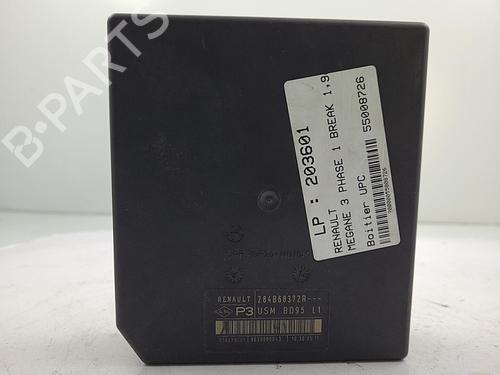 B-PARTS
LP : 203601
RENAULT
MEGANE 3 PHASE 1 BREAK 1,9
Boitier UPC 55008726
RENAULT 284B68372R---
P3 USM BD95 L1